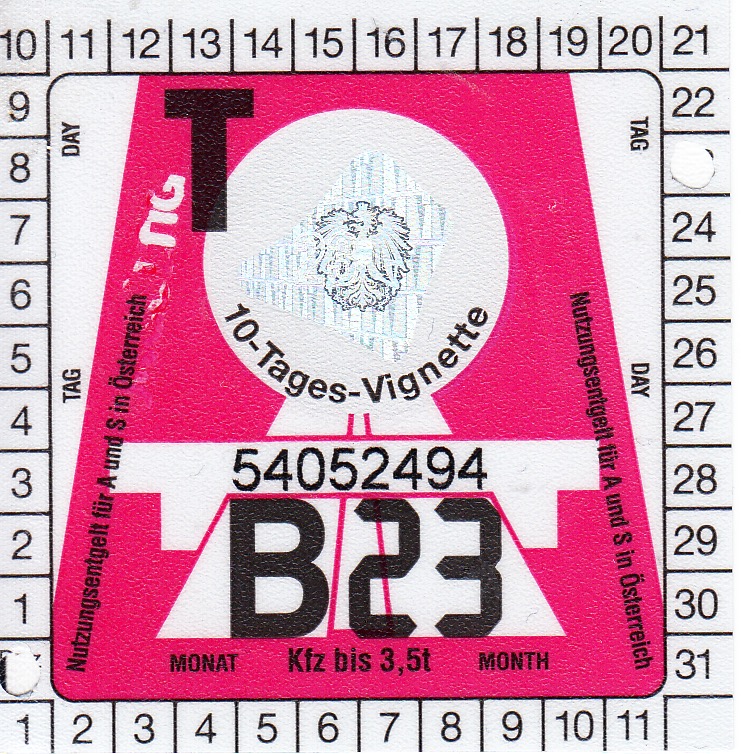 10 11 12 13 14 15 16 17 18 19 20 21
9 DAY T TAG 22
8
7 24
6 25
5 TAG DAY 26
4 27
3 28
2 29
1 30
31
NG
10-Tages-Vignette
Nutzungsentgelt für A und S in Österreich
Nutzungsentgelt für A und S in Österreich
54052494
B23
MONAT Kfz bis 3,5t MONTH
1 2 3 4 5 6 7 8 9 10 11